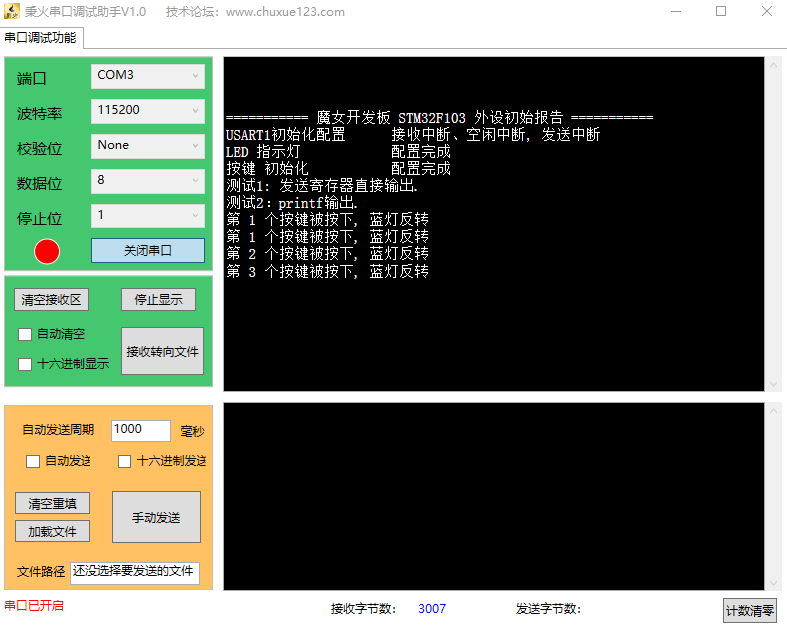 秉火串口调试助手V1.0 技术论坛：www.chuxue123.com
串口调试功能
端口 COM3
波特率 115200
校验位 None
数据位 8
停止位 1
关闭串口
清空接收区 停止显示
自动清空
接收转向文件
十六进制显示
=========== 魔女开发板 STM32F103 外设初始报告 ===========
USART1初始化配置 接收中断、空闲中断, 发送中断
LED 指示灯 配置完成
按键 初始化 配置完成
测试1: 发送寄存器直接输出.
测试2：printf输出.
第 1 个按键被按下, 蓝灯反转
第 1 个按键被按下, 蓝灯反转
第 2 个按键被按下, 蓝灯反转
第 3 个按键被按下, 蓝灯反转
自动发送周期 1000 毫秒
自动发送 十六进制发送
清空重填
手动发送
加载文件
文件路径 还没选择要发送的文件
串口已开启 接收字节数： 3007 发送字节数： 计数清零